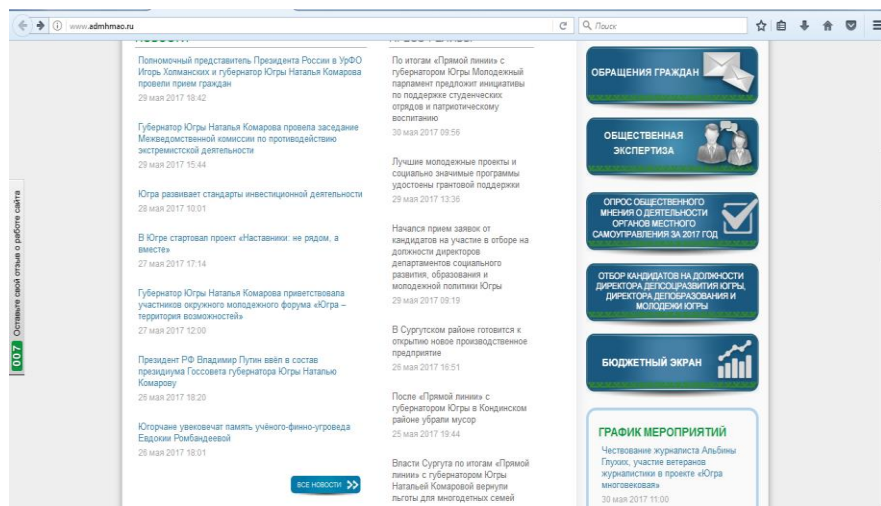 www.admhmao.ru
Поиск
Полномочный представитель Президента России в УрФО
Игорь Холманских и губернатор Югры Наталья Комарова
провели прием граждан
29 мая 2017 18:42
Губернатор Югры Наталья Комарова провела заседание
Межведомственной комиссии по противодействию
экстремистской деятельности
29 мая 2017 15:44
Югра развивает стандарты инвестиционной деятельности
28 мая 2017 10:01
В Югре стартовал проект «Наставники: не рядом, а
вместе»
27 мая 2017 17:14
Губернатор Югры Наталья Комарова приветствовала
участников окружного молодежного форума «Югра –
территория возможностей»
27 мая 2017 12:00
Президент РФ Владимир Путин ввёл в состав
президиума Госсовета губернатора Югры Наталью
Комарову
26 мая 2017 18:20
Югорчане увековечат память учёного-финно-угроведа
Евдокии Ромбандеевой
26 мая 2017 18:01
ВСЕ НОВОСТИ
По итогам «Прямой линии» с
губернатором Югры Молодежный
парламент предложит инициативы
по поддержке студенческих
отрядов и патриотическому
воспитанию
30 мая 2017 09:56
Лучшие молодежные проекты и
социально значимые программы
удостоены грантовой поддержки
29 мая 2017 13:36
Начался прием заявок от
кандидатов на участие в отборе на
должности директоров
департаментов социального
развития, образования и
молодежной политики Югры
29 мая 2017 09:19
В Сургутском районе готовится к
открытию новое производственное
предприятие
26 мая 2017 16:51
После «Прямой линии» с
губернатором Югры в Кондинском
районе убрали мусор
25 мая 2017 19:44
Власти Сургута по итогам «Прямой
линии» с губернатором Югры
Натальей Комаровой вернули
льготы для многодетных семей
ОБРАЩЕНИЯ ГРАЖДАН
ОБЩЕСТВЕННАЯ
ЭКСПЕРТИЗА
ОПРОС ОБЩЕСТВЕННОГО
МНЕНИЯ О ДЕЯТЕЛЬНОСТИ
ОРГАНОВ МЕСТНОГО
САМОУПРАВЛЕНИЯ ЗА 2017 ГОД
ОТБОР КАНДИДАТОВ НА ДОЛЖНОСТИ
ДИРЕКТОРА ДЕПСОЦРАЗВИТИЯ ЮГРЫ,
ДИРЕКТОРА ДЕПОБРАЗОВАНИЯ И
МОЛОДЕЖИ ЮГРЫ
БЮДЖЕТНЫЙ ЭКРАН
ГРАФИК МЕРОПРИЯТИЙ
Чествование журналиста Альбины
Глухих, участие ветеранов
журналистики в проекте «Югра
многовековая»
30 мая 2017 11:00
007 Оставьте свой отзыв о работе сайта